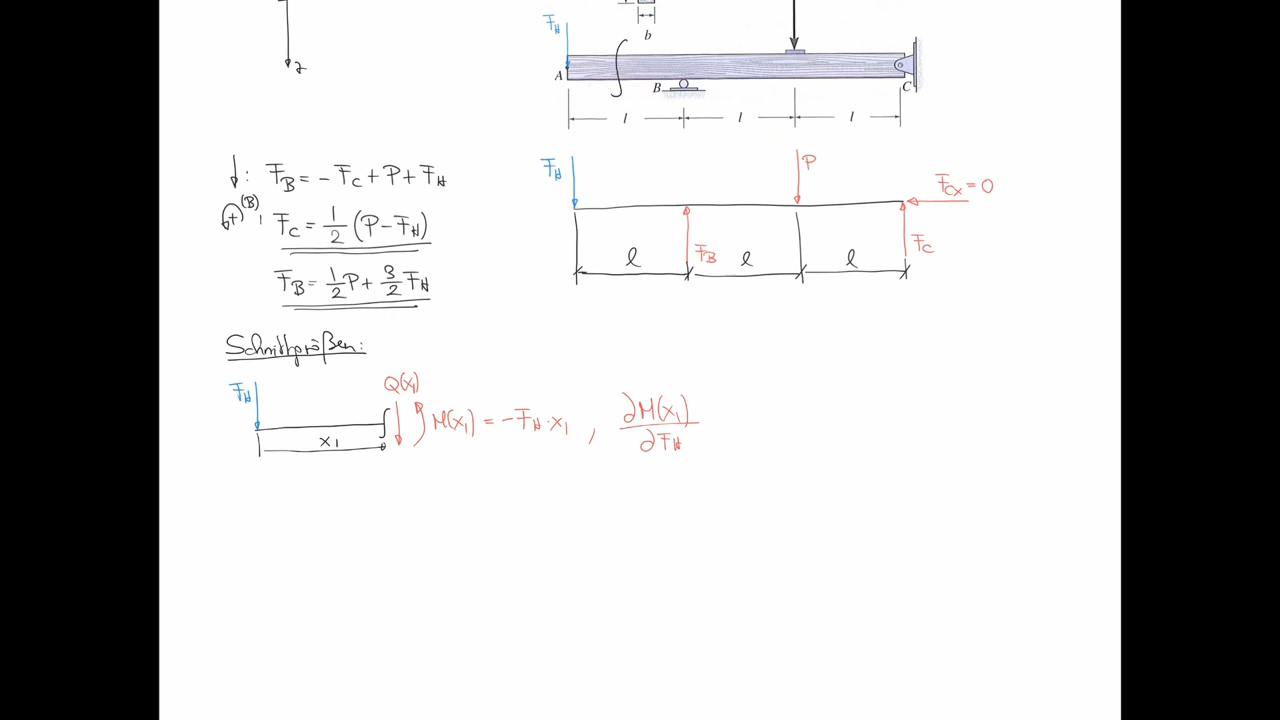 F_H
b
z
A
B
C
l l l
↓: F_B = -F_C + P + F_H
(B): F_C = 1/2 (P - F_H)
F_B = 1/2 P + 3/2 F_H
F_H
P
F_Cx = 0
F_B
F_C
ℓ ℓ ℓ
Schnittgrößen:
F_H
x₁
Q(x₁)
M(x₁) = -F_H · x₁ , ∂M(x₁)/∂F_H